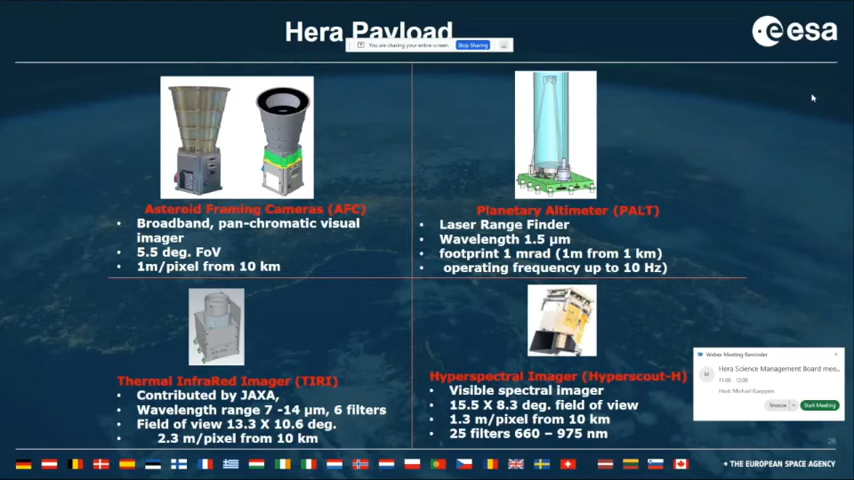 Hera Payload
esa
You are sharing your entire screen.
Stop Sharing
Asteroid Framing Cameras (AFC)
• Broadband, pan-chromatic visual
imager
• 5.5 deg. FoV
• 1m/pixel from 10 km
Planetary Altimeter (PALT)
• Laser Range Finder
• Wavelength 1.5 µm
• footprint 1 mrad (1m from 1 km)
• operating frequency up to 10 Hz)
Thermal InfraRed Imager (TIRI)
• Contributed by JAXA,
• Wavelength range 7 -14 µm, 6 filters
• Field of view 13.3 X 10.6 deg.
• 2.3 m/pixel from 10 km
Hyperspectral Imager (Hyperscout-H)
• Visible spectral imager
• 15.5 X 8.3 deg. field of view
• 1.3 m/pixel from 10 km
• 25 filters 660 – 975 nm
Webex Meeting Reminder
M
Hera Science Management Board mee...
Host: Michael Kueppers
Snooze
Start Meeting
26
→ THE EUROPEAN SPACE AGENCY